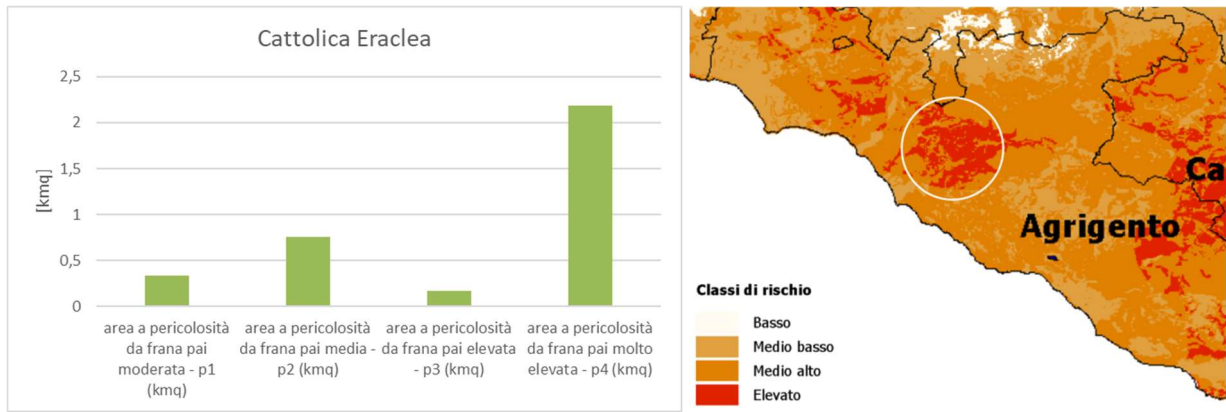 Cattolica Eraclea
2,5
2
1,5
1
0,5
0
[kmq]
area a pericolosità
da frana pai
moderata - p1
(kmq)
area a pericolosità
da frana pai media -
p2 (kmq)
area a pericolosità
da frana pai elevata
- p3 (kmq)
area a pericolosità
da frana pai molto
elevata - p4 (kmq)
Ca
Agrigento
Classi di rischio
Basso
Medio basso
Medio alto
Elevato